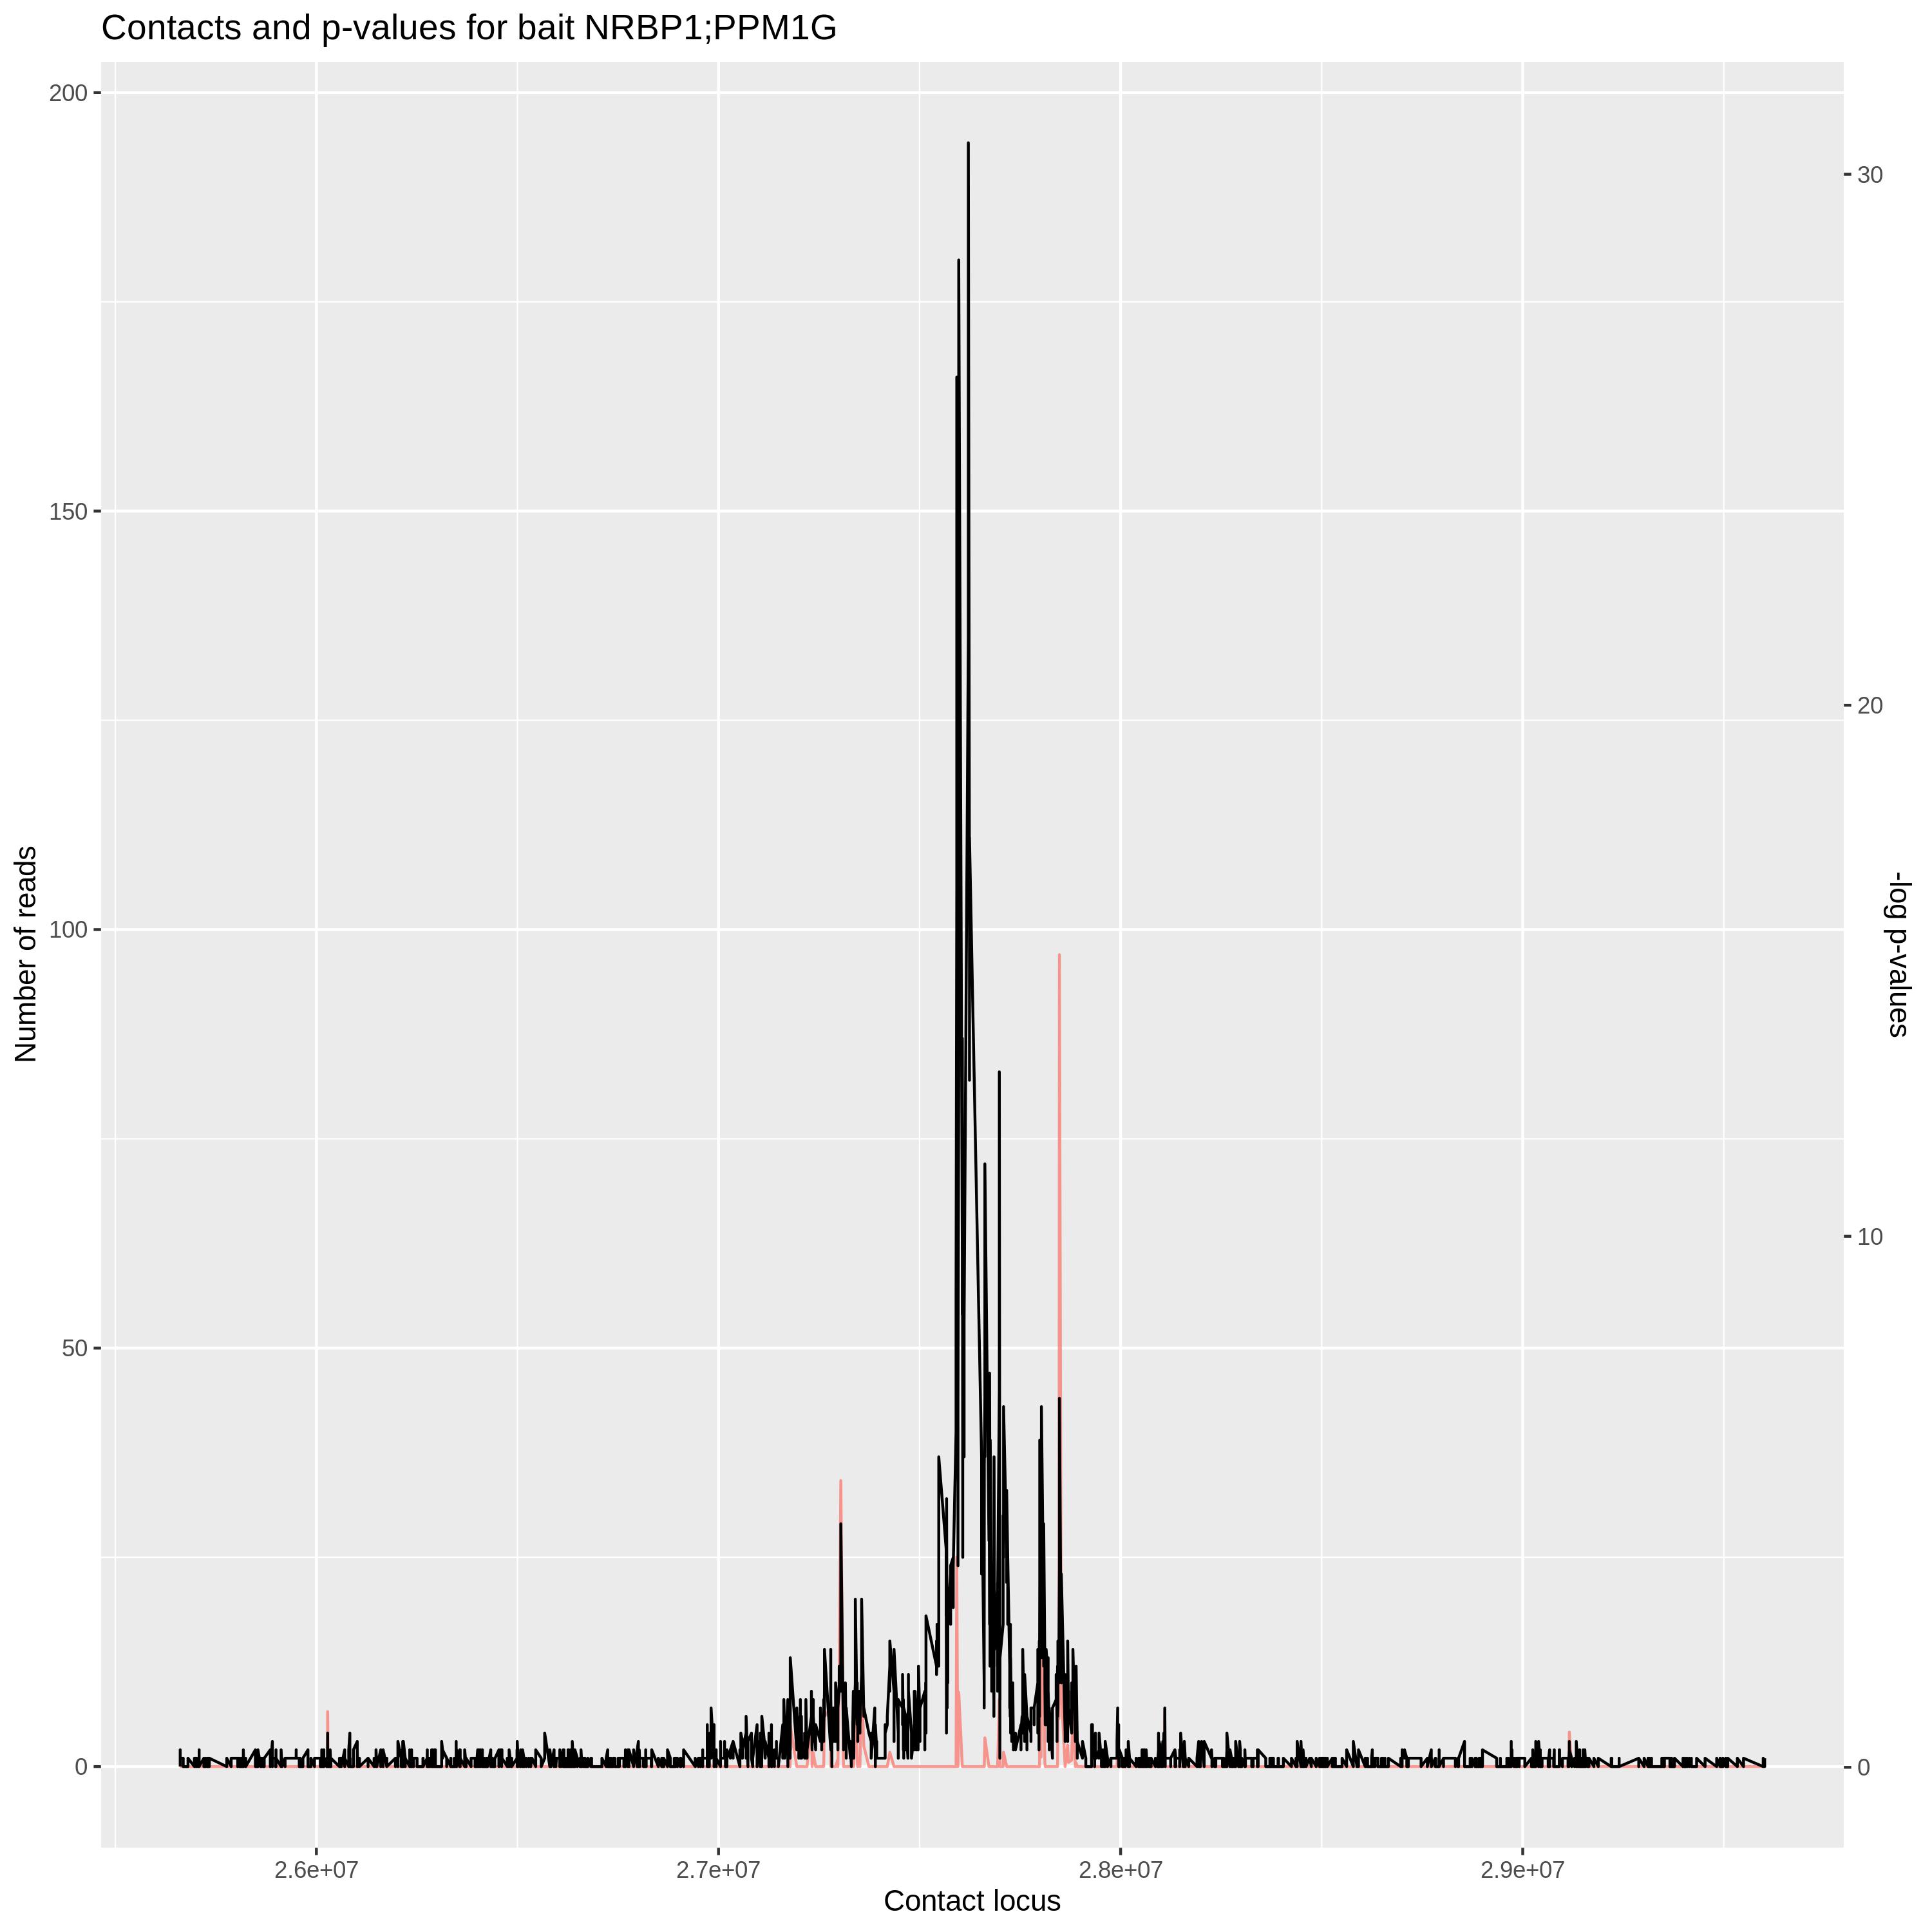 Contacts and p-values for bait NRBP1;PPM1G
200
150
100
50
0
Number of reads
30
20
10
0
-log p-values
2.6e+07
2.7e+07
2.8e+07
2.9e+07
Contact locus